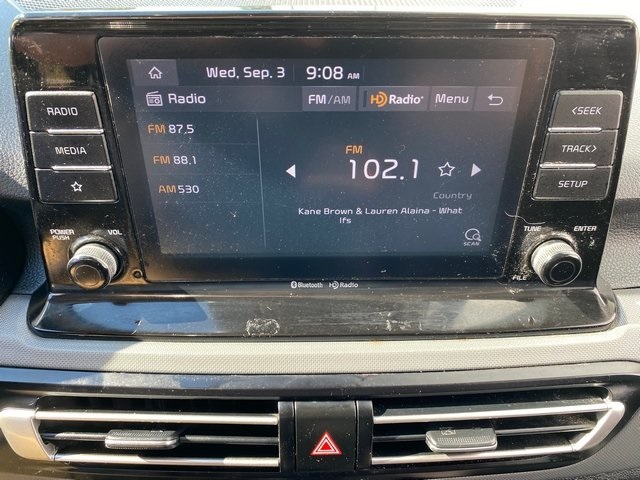 Wed, Sep. 3 9:08 AM
RADIO
Radio
FM/AM
HD Radio
Menu
<SEEK
MEDIA
FM 87.5
FM 88.1
AM 530
FM
102.1
Country
Kane Brown & Lauren Alaina - What
Ifs
SCAN
TRACK>
SETUP
POWER
PUSH
VOL
TUNE
FILE
ENTER
Bluetooth HD Radio